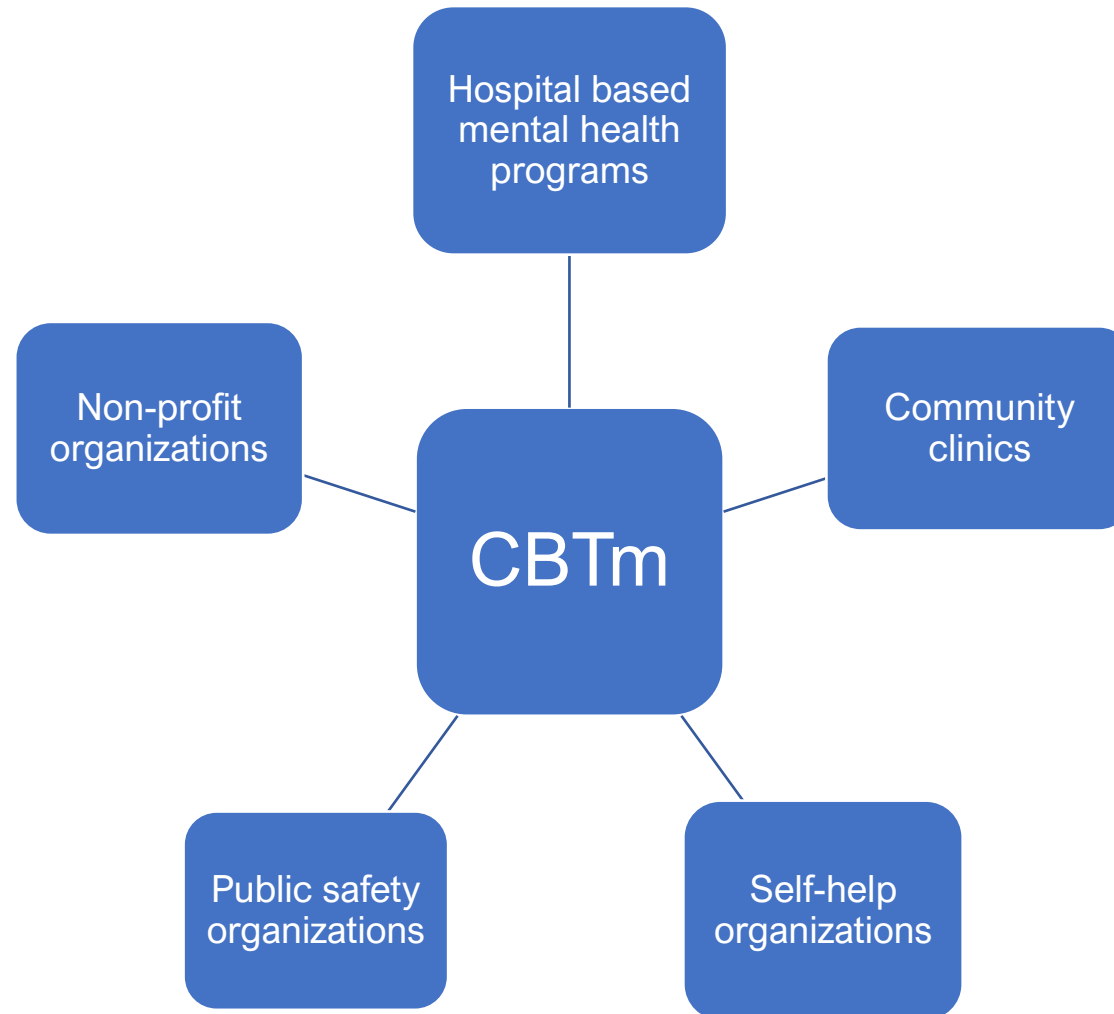 Hospital based
mental health
programs
Non-profit
organizations
Community
clinics
CBTm
Public safety
organizations
Self-help
organizations